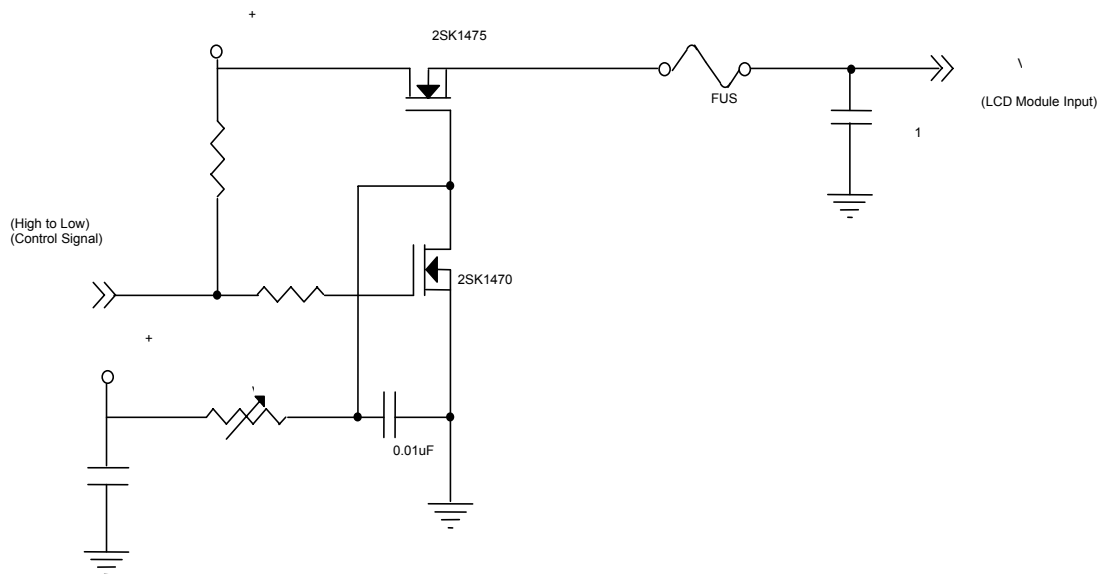 +
2SK1475
FUS
\
(LCD Module Input)
1
(High to Low)
(Control Signal)
2SK1470
+
0.01uF